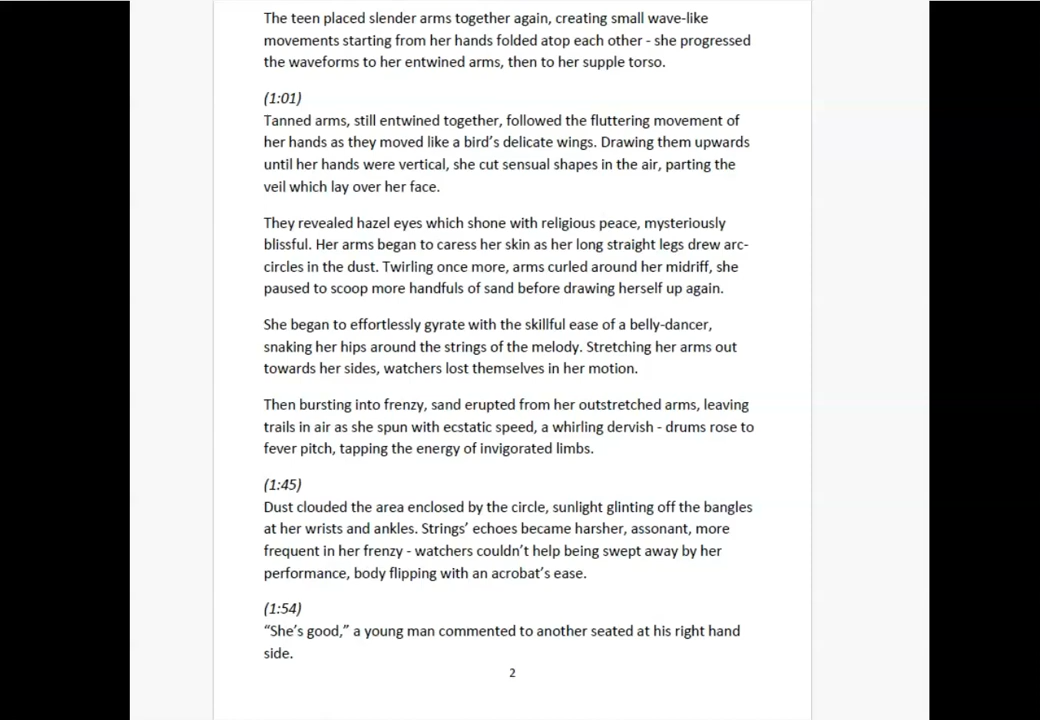 The teen placed slender arms together again, creating small wave-like
movements starting from her hands folded atop each other - she progressed
the waveforms to her entwined arms, then to her supple torso.
(1:01)
Tanned arms, still entwined together, followed the fluttering movement of
her hands as they moved like a bird's delicate wings. Drawing them upwards
until her hands were vertical, she cut sensual shapes in the air, parting the
veil which lay over her face.
They revealed hazel eyes which shone with religious peace, mysteriously
blissful. Her arms began to caress her skin as her long straight legs drew arc-
circles in the dust. Twirling once more, arms curled around her midriff, she
paused to scoop more handfuls of sand before drawing herself up again.
She began to effortlessly gyrate with the skillful ease of a belly-dancer,
snaking her hips around the strings of the melody. Stretching her arms out
towards her sides, watchers lost themselves in her motion.
Then bursting into frenzy, sand erupted from her outstretched arms, leaving
trails in air as she spun with ecstatic speed, a whirling dervish - drums rose to
fever pitch, tapping the energy of invigorated limbs.
(1:45)
Dust clouded the area enclosed by the circle, sunlight glinting off the bangles
at her wrists and ankles. Strings' echoes became harsher, assonant, more
frequent in her frenzy - watchers couldn't help being swept away by her
performance, body flipping with an acrobat's ease.
(1:54)
“She's good,” a young man commented to another seated at his right hand
side.
2